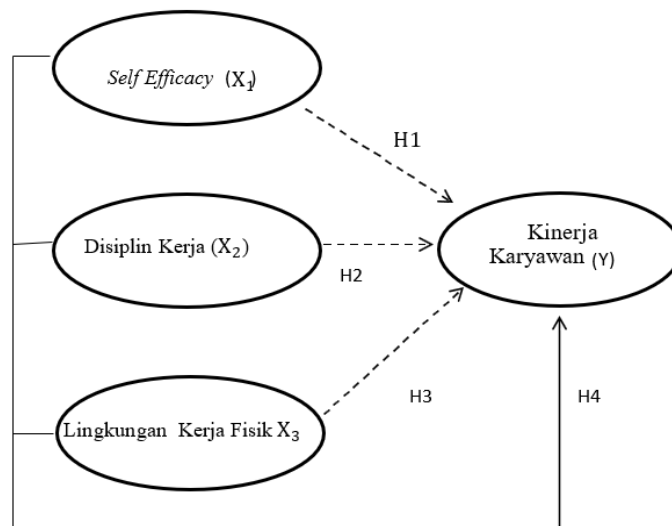 Self Efficacy (X₁)
H1
Kinerja
Karyawan (Y)
Disiplin Kerja (X₂)
H2
H3
H4
Lingkungan Kerja Fisik X₃